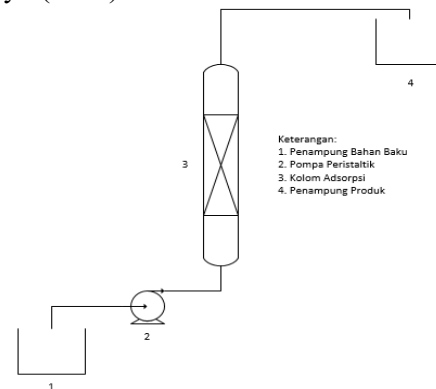 4
Keterangan:
1. Penampung Bahan Baku
2. Pompa Peristaltik
3. Kolom Adsorpsi
4. Penampung Produk
3
2
1